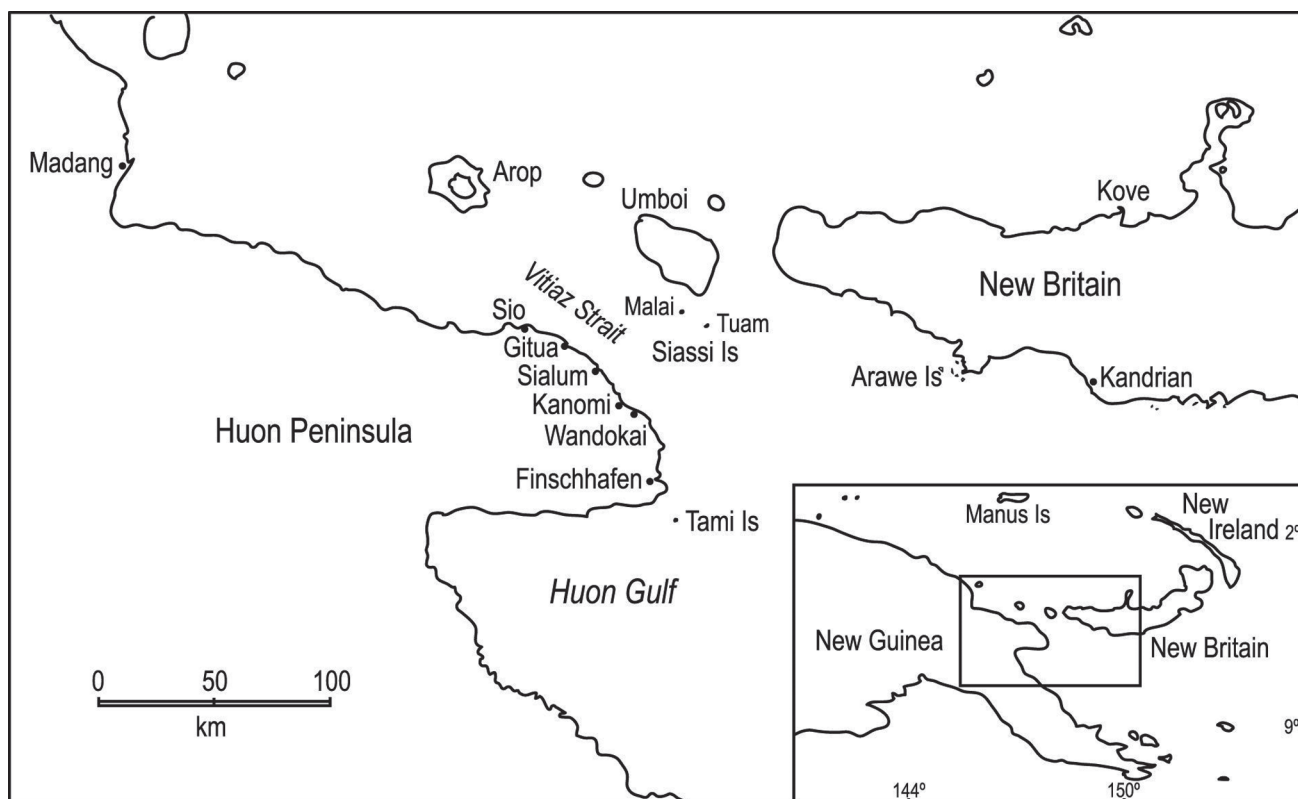 Madang
Arop
Umboi
Kove
New Britain
Vitiaz Strait
Malai
Tuam
Siassi Is
Sio
Gitua
Sialum
Kanomi
Wandokai
Arawe Is
Kandrian
Huon Peninsula
Finschhafen
Tami Is
Huon Gulf
0 50 100
km
Manus Is
New
Ireland
2º
New Guinea
New Britain
9º
144º 150º